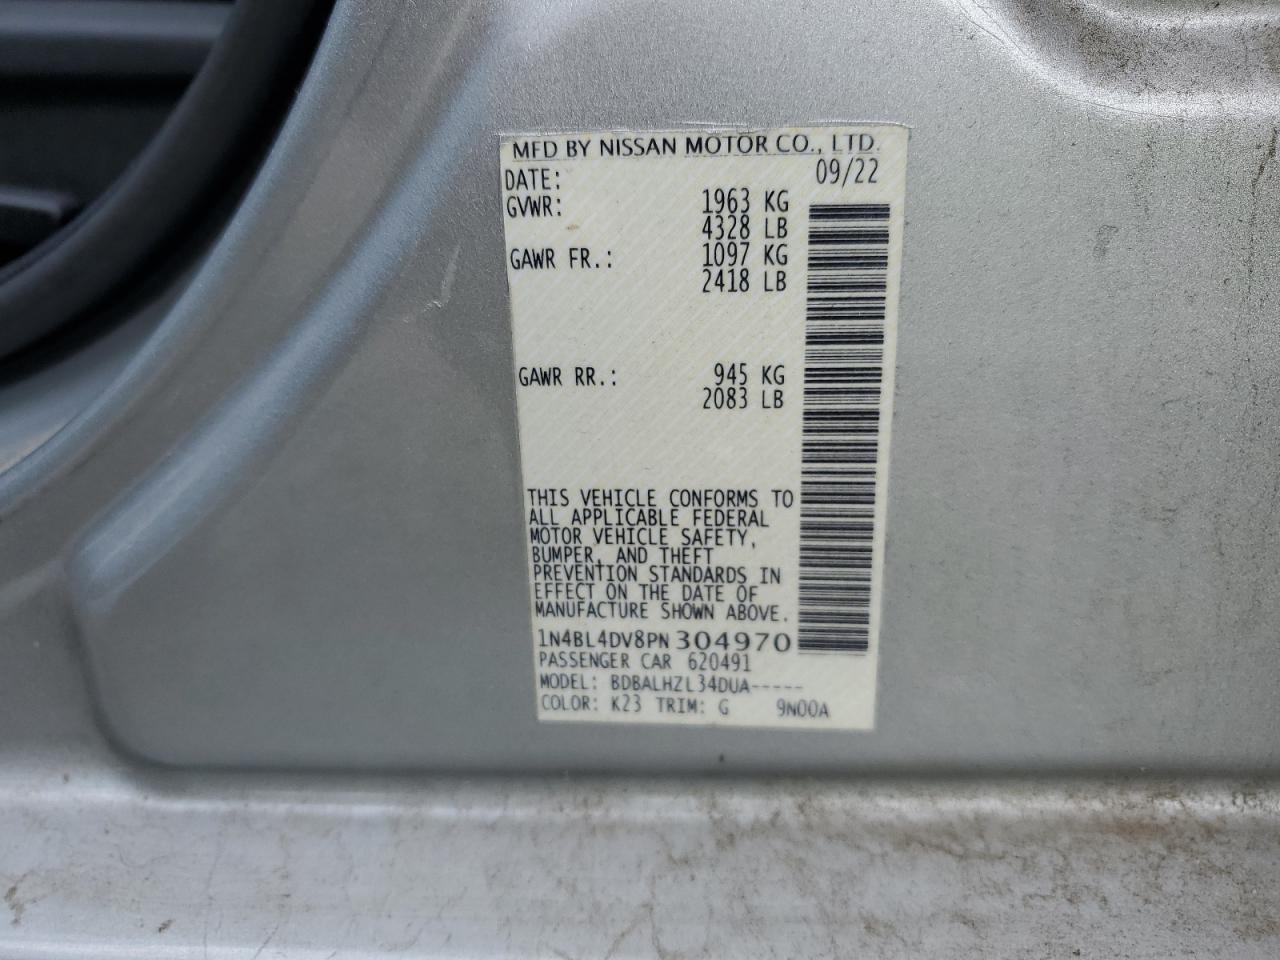 MFD BY NISSAN MOTOR CO., LTD.
DATE: 09/22
GVWR: 1963 KG
4328 LB
GAWR FR.: 1097 KG
2418 LB
GAWR RR.: 945 KG
2083 LB
THIS VEHICLE CONFORMS TO
ALL APPLICABLE FEDERAL
MOTOR VEHICLE SAFETY,
BUMPER, AND THEFT
PREVENTION STANDARDS IN
EFFECT ON THE DATE OF
MANUFACTURE SHOWN ABOVE.
1N4BL4DV8PN304970
PASSENGER CAR 620491
MODEL: BDBALHZL34DUA-----
COLOR: K23 TRIM: G 9N00A